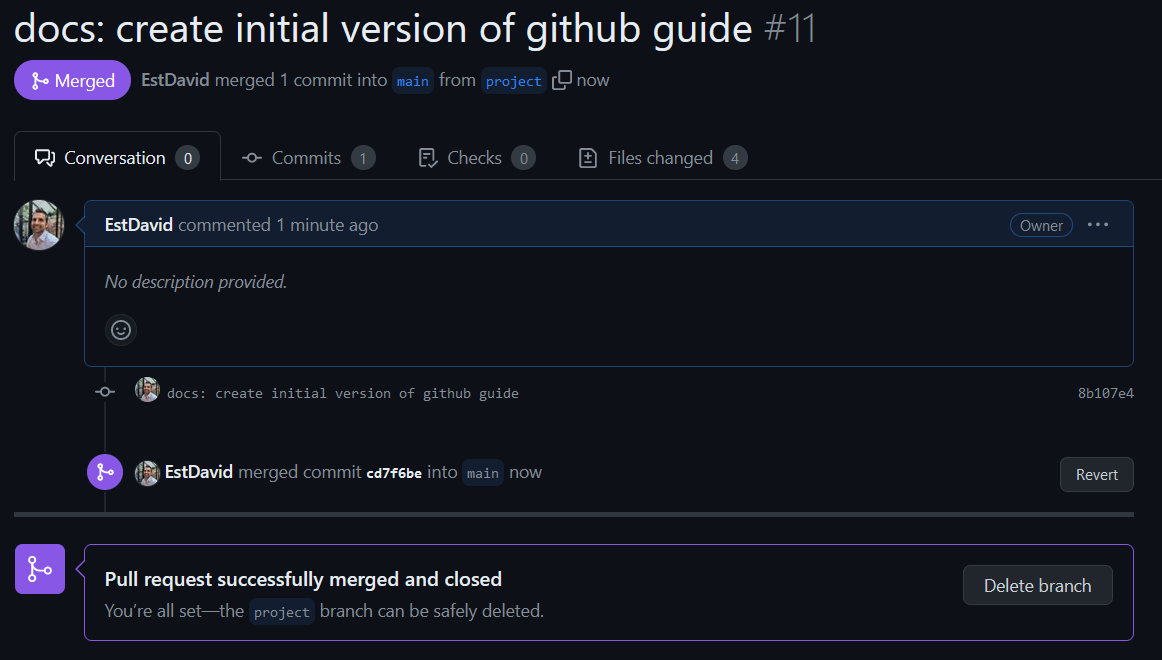 docs: create initial version of github guide #11
Merged EstDavid merged 1 commit into main from project now
Conversation 0 Commits 1 Checks 0 Files changed 4
EstDavid commented 1 minute ago Owner ...
No description provided.
docs: create initial version of github guide 8b107e4
EstDavid merged commit cd7f6be into main now Revert
Pull request successfully merged and closed
You’re all set—the project branch can be safely deleted.
Delete branch